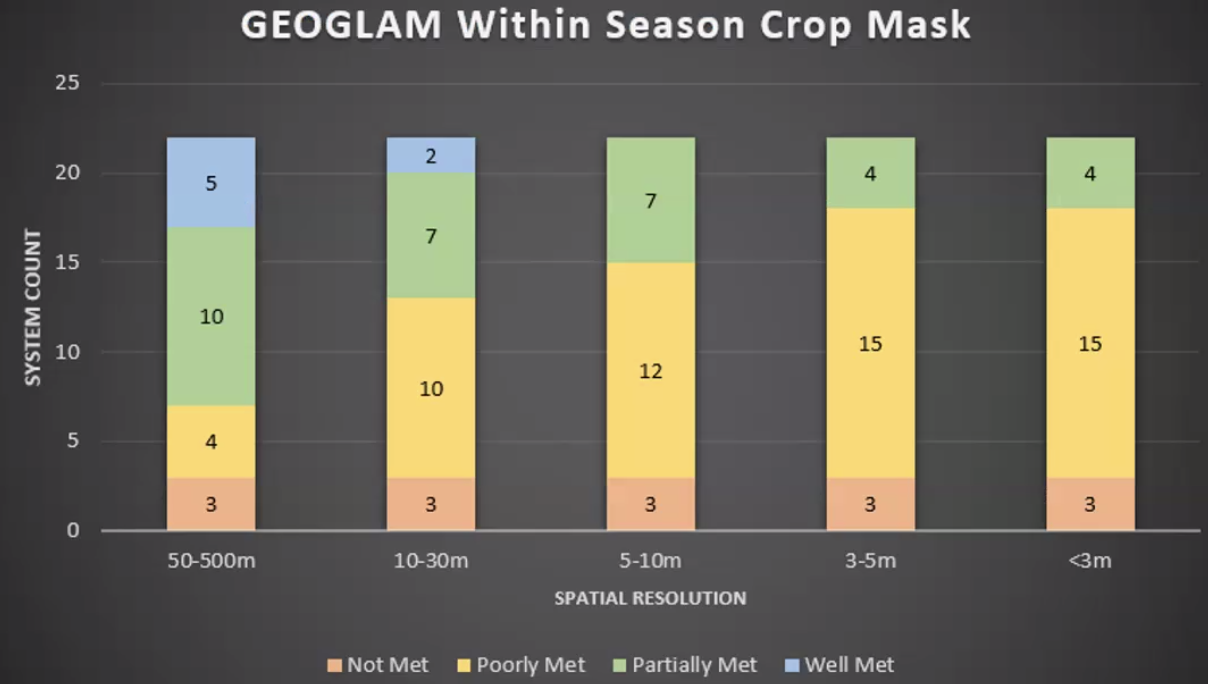 GEOGLAM Within Season Crop Mask
25
20
15
10
5
0
SYSTEM COUNT
5
10
4
3
2
7
10
3
7
12
3
4
15
3
4
15
3
50-500m
10-30m
5-10m
3-5m
<3m
SPATIAL RESOLUTION
Not Met
Poorly Met
Partially Met
Well Met